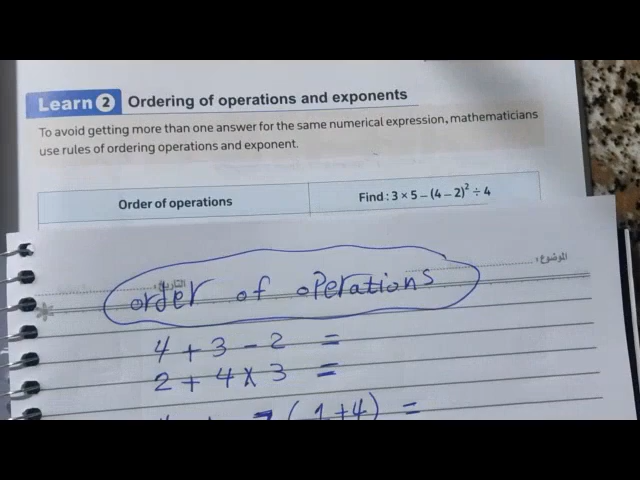 Learn 2 Ordering of operations and exponents
To avoid getting more than one answer for the same numerical expression, mathematicians
use rules of ordering operations and exponent.
Order of operations
Find : 3 × 5 – (4 – 2)² ÷ 4
الموضوع:
التاريخ:
order of operations
4 + 3 - 2 =
2 + 4 × 3 =
(1+4) =